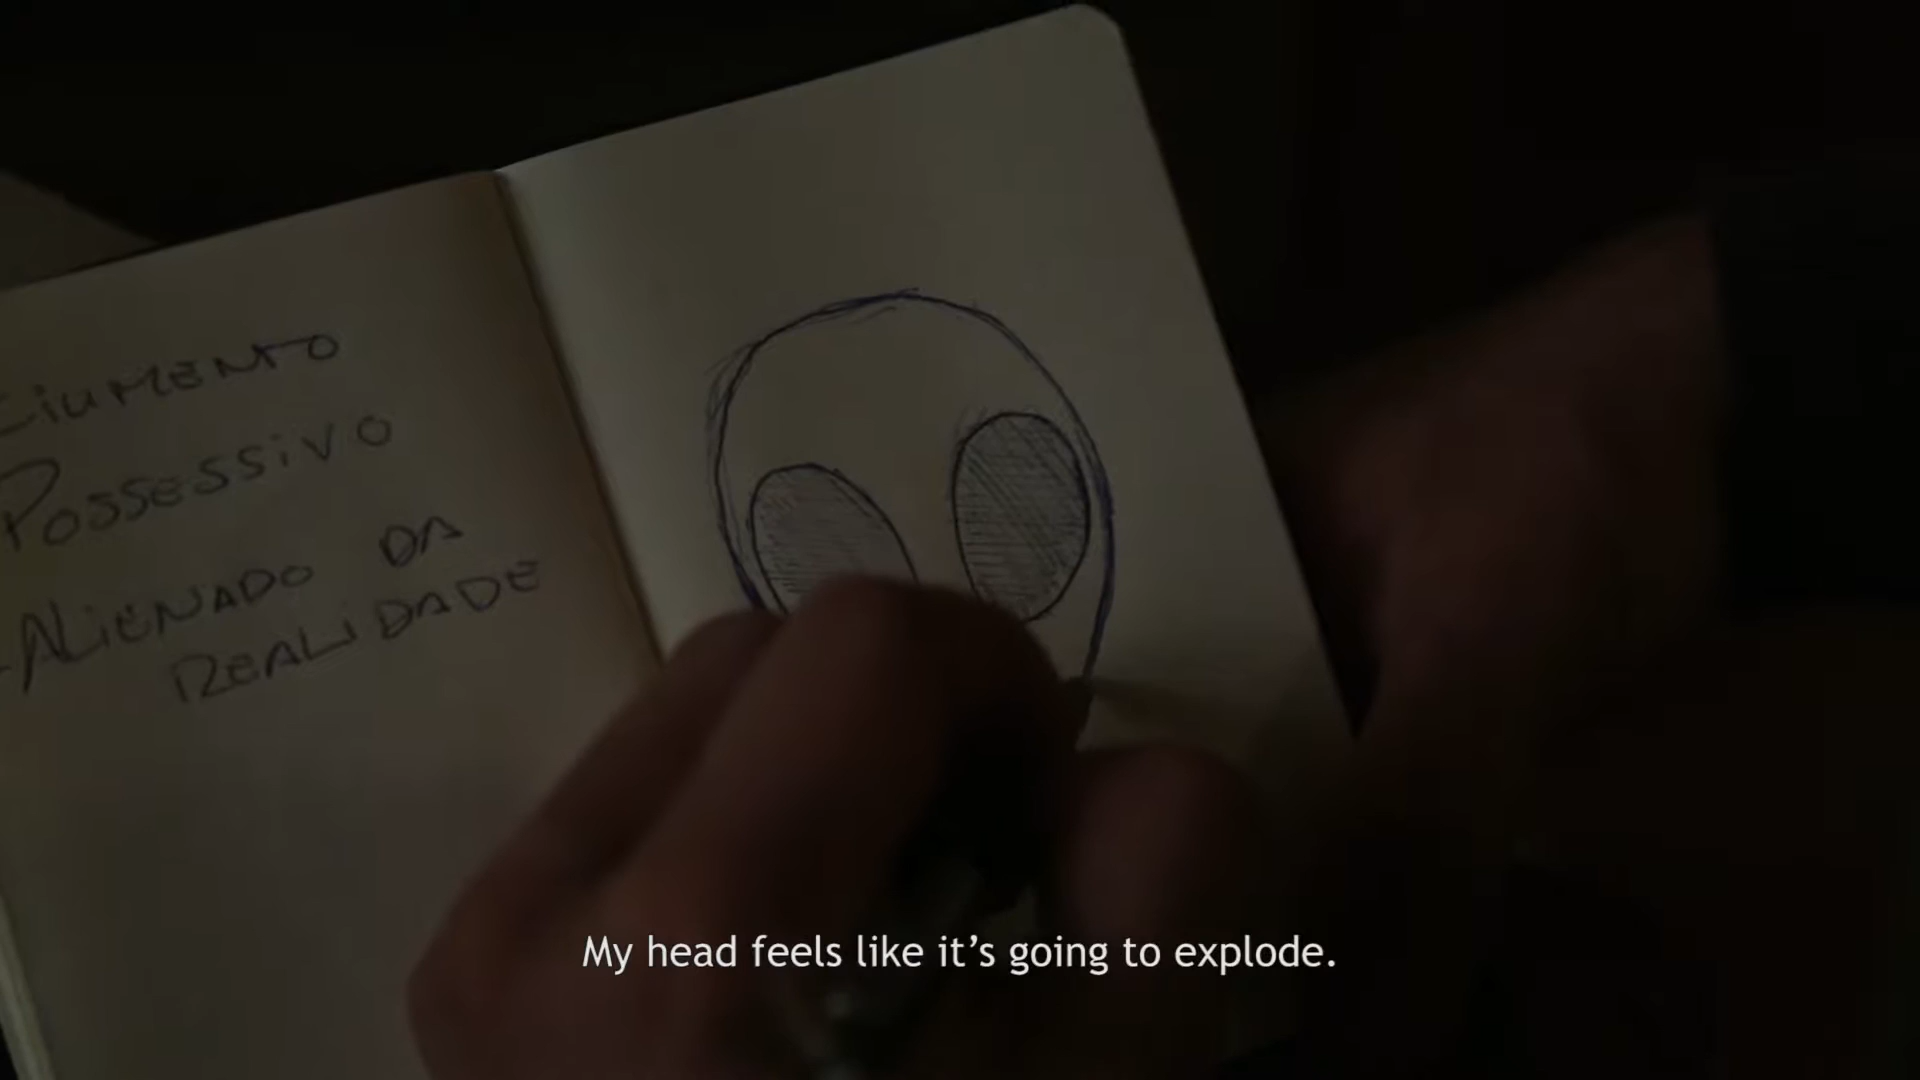 Ciumento
Possessivo
-Alienado da
Realidade
My head feels like it’s going to explode.